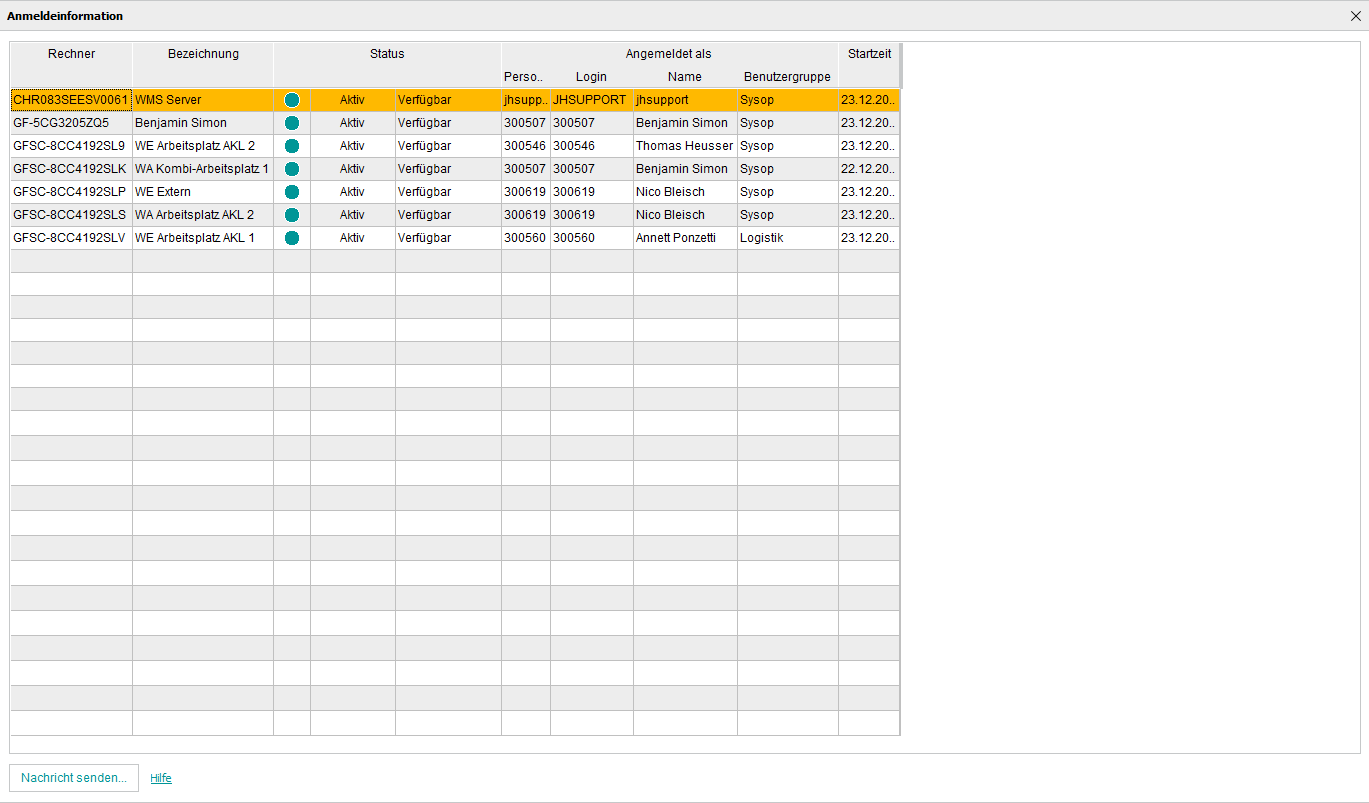 Anmeldeinformation
Rechner Bezeichnung Status Angemeldet als Startzeit
Perso.. Login Name Benutzergruppe
CHR083SEESV0061 WMS Server Aktiv Verfügbar jhsupp.. JHSUPPORT jhsupport Sysop 23.12.20..
GF-5CG3205ZQ5 Benjamin Simon Aktiv Verfügbar 300507 300507 Benjamin Simon Sysop 23.12.20..
GFSC-8CC4192SL9 WE Arbeitsplatz AKL 2 Aktiv Verfügbar 300546 300546 Thomas Heusser Sysop 23.12.20..
GFSC-8CC4192SLK WA Kombi-Arbeitsplatz 1 Aktiv Verfügbar 300507 300507 Benjamin Simon Sysop 22.12.20..
GFSC-8CC4192SLP WE Extern Aktiv Verfügbar 300619 300619 Nico Bleisch Sysop 23.12.20..
GFSC-8CC4192SLS WA Arbeitsplatz AKL 2 Aktiv Verfügbar 300619 300619 Nico Bleisch Sysop 23.12.20..
GFSC-8CC4192SLV WE Arbeitsplatz AKL 1 Aktiv Verfügbar 300560 300560 Annett Ponzetti Logistik 23.12.20..
Nachricht senden... Hilfe